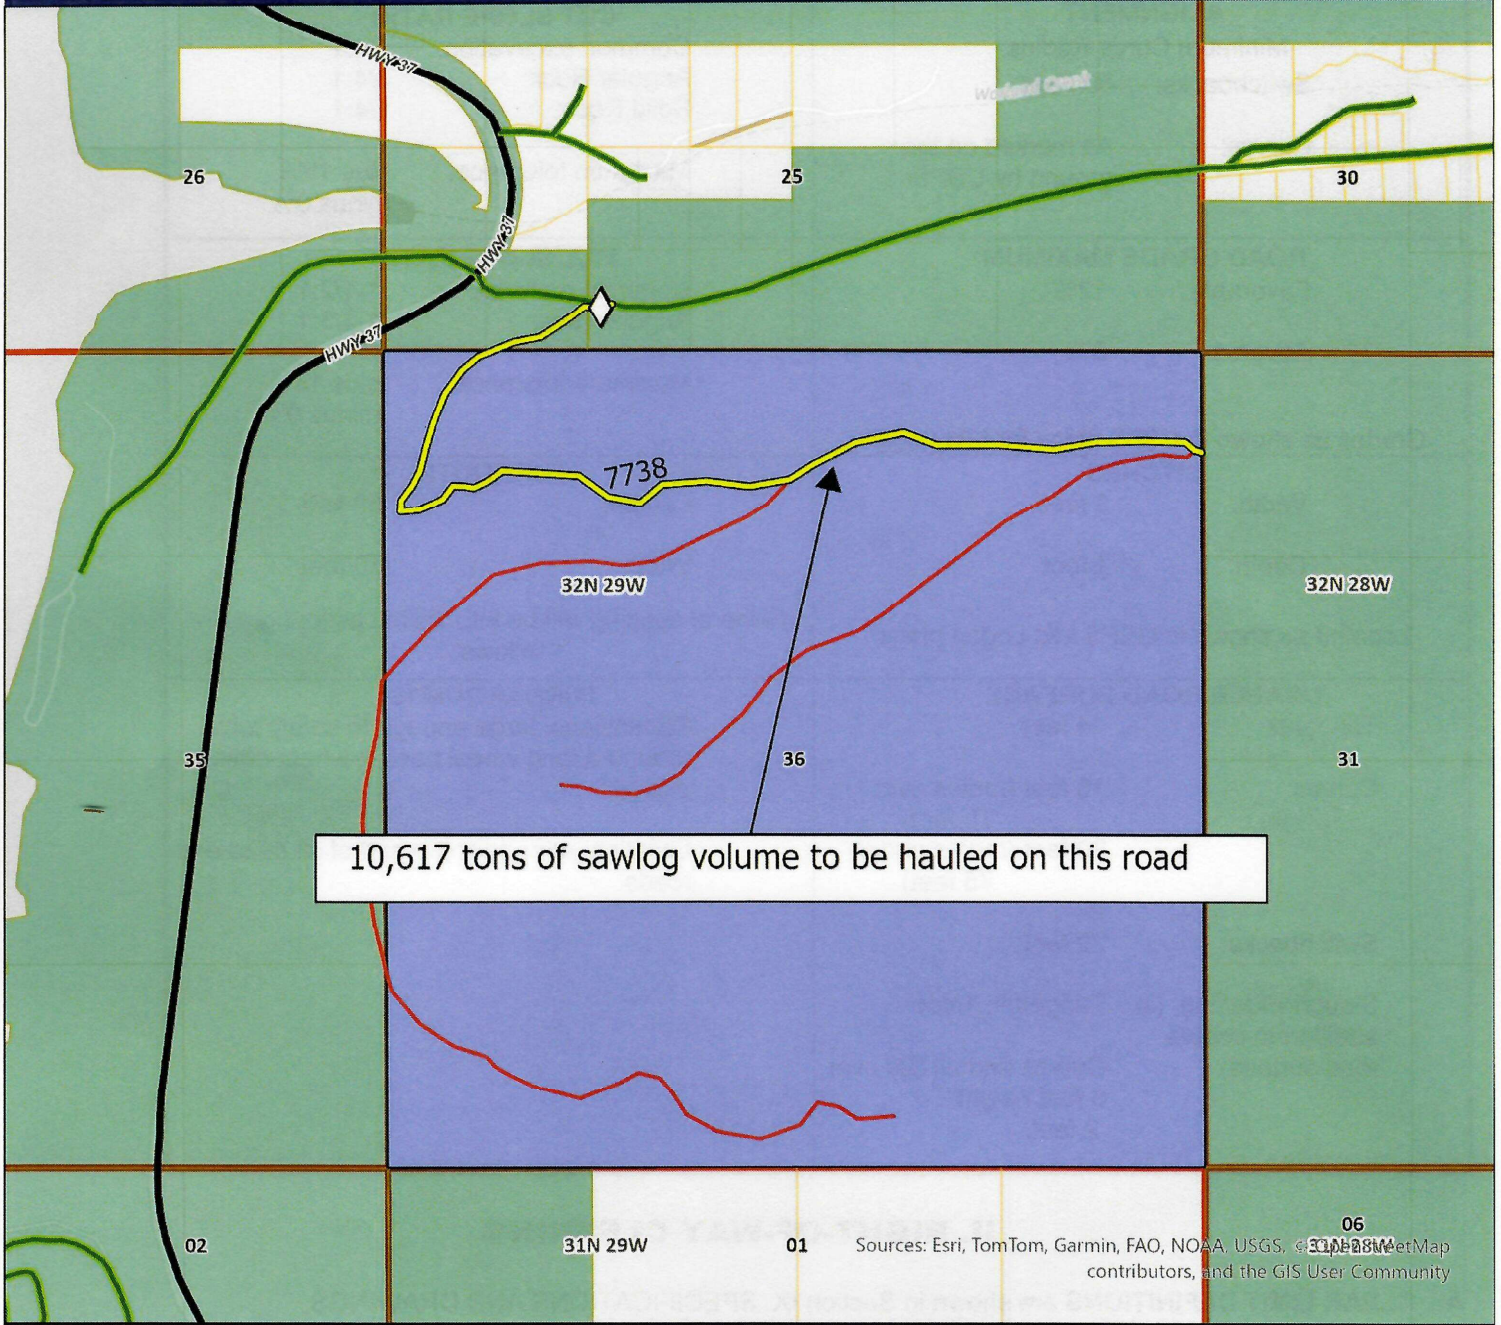 HWY 37
26
25
30
HWY 37
HWY 37
7738
32N 29W
32N 28W
35
36
31
10,617 tons of sawlog volume to be hauled on this road
02
31N 29W
01
06
31N 28W
Sources: Esri, TomTom, Garmin, FAO, NOAA, USGS, © OpenStreetMap
contributors, and the GIS User Community